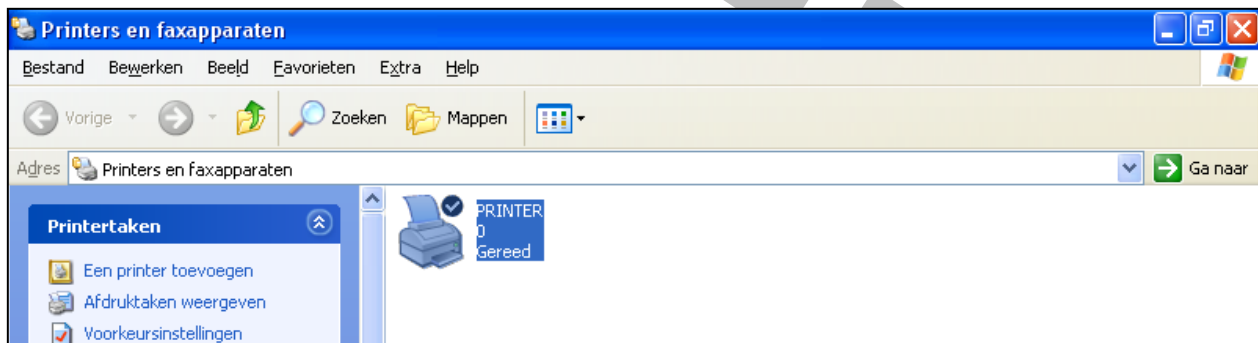 Printers en faxapparaten
Bestand Bewerken Beeld Favorieten Extra Help
Vorige Zoeken Mappen
Adres Printers en faxapparaten Ga naar
Printertaken
Een printer toevoegen
Afdruktaken weergeven
Voorkeursinstellingen
PRINTER
0
Gereed